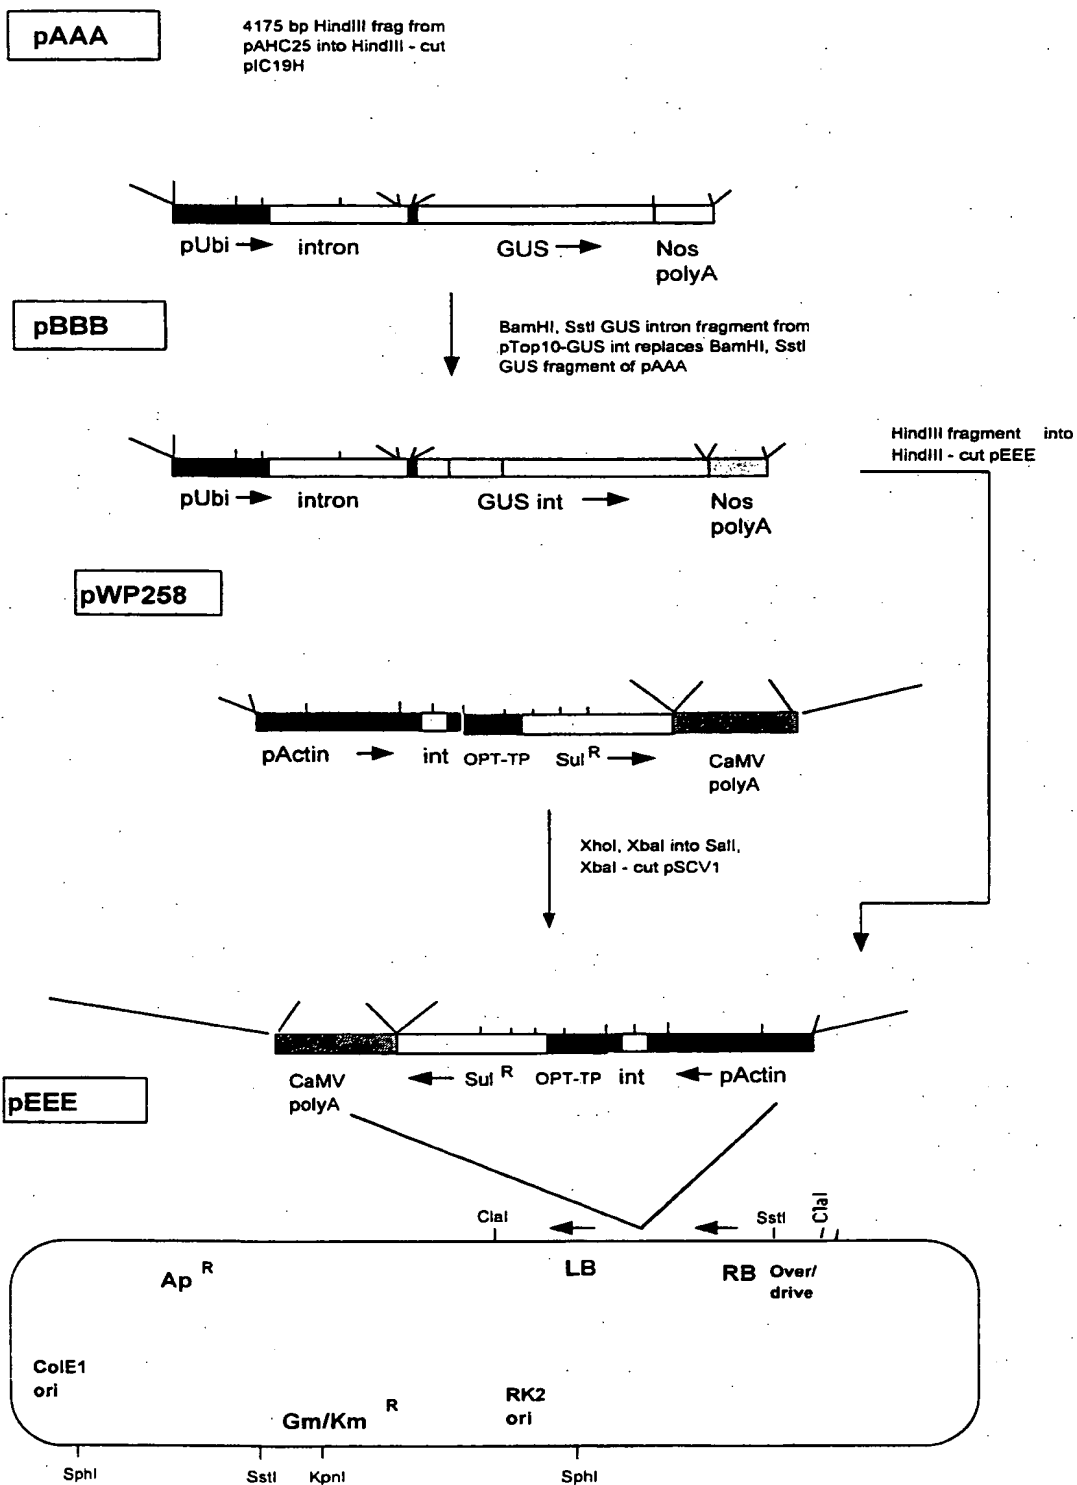 pAAA
4175 bp HindIII frag from
pAHC25 into HindIII - cut
pIC19H
pUbi
intron
GUS
Nos
polyA
pBBB
BamHI, SstI GUS intron fragment from
pTop10-GUS int replaces BamHI, SstI
GUS fragment of pAAA
HindIII fragment into
HindIII - cut pEEE
pUbi
intron
GUS int
Nos
polyA
pWP258
pActin
int
OPT-TP
Sul R
CaMV
polyA
XhoI, XbaI into SalI,
XbaI - cut pSCV1
CaMV
polyA
Sul R
OPT-TP
int
pActin
pEEE
ClaI
SstI
ClaI
Ap R
LB
RB
Over/
drive
ColE1
ori
Gm/Km R
RK2
ori
SphI
SstI
KpnI
SphI